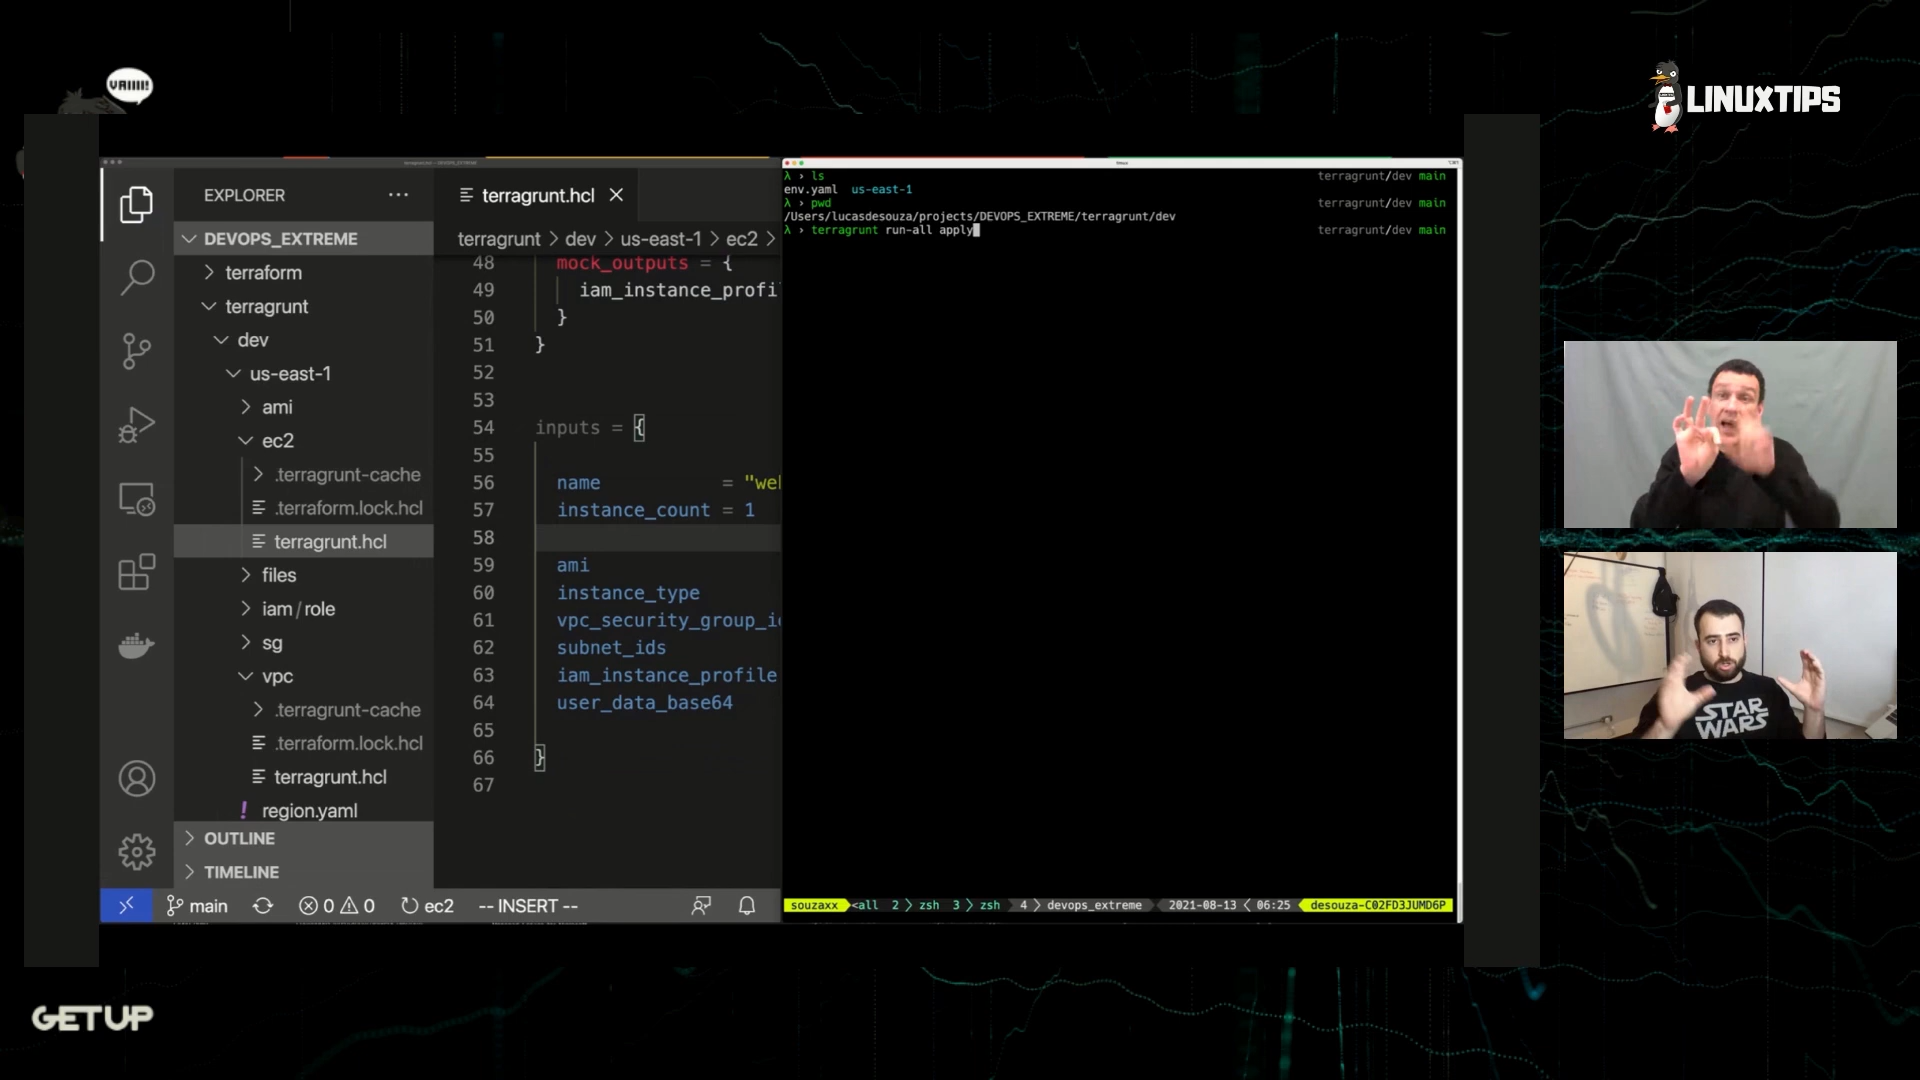 VAIIII!
LINUXTIPS
EXPLORER
DEVOPS_EXTREME
terraform
terragrunt
dev
us-east-1
ami
ec2
.terragrunt-cache
.terraform.lock.hcl
terragrunt.hcl
files
iam / role
sg
vpc
.terragrunt-cache
.terraform.lock.hcl
terragrunt.hcl
! region.yaml
OUTLINE
TIMELINE
terragrunt.hcl
terragrunt > dev > us-east-1 > ec2 >
48 mock_outputs = {
49 iam_instance_profi
50 }
51 }
52
53
54 inputs = {
55
56 name = "we
57 instance_count = 1
58
59 ami
60 instance_type
61 vpc_security_group_i
62 subnet_ids
63 iam_instance_profile
64 user_data_base64
65
66 }
67
main 0 0 ec2 -- INSERT --
λ › ls terragrunt/dev main
env.yaml us-east-1
λ › pwd terragrunt/dev main
/Users/lucasdesouza/projects/DEVOPS_EXTREME/terragrunt/dev
λ › terragrunt run-all apply terragrunt/dev main
souzaxx <all 2 > zsh 3 > zsh 4 > devops_extreme 2021-08-13 < 06:25 desouza-C02FD3JUMD6P
STAR
WARS
GETUP